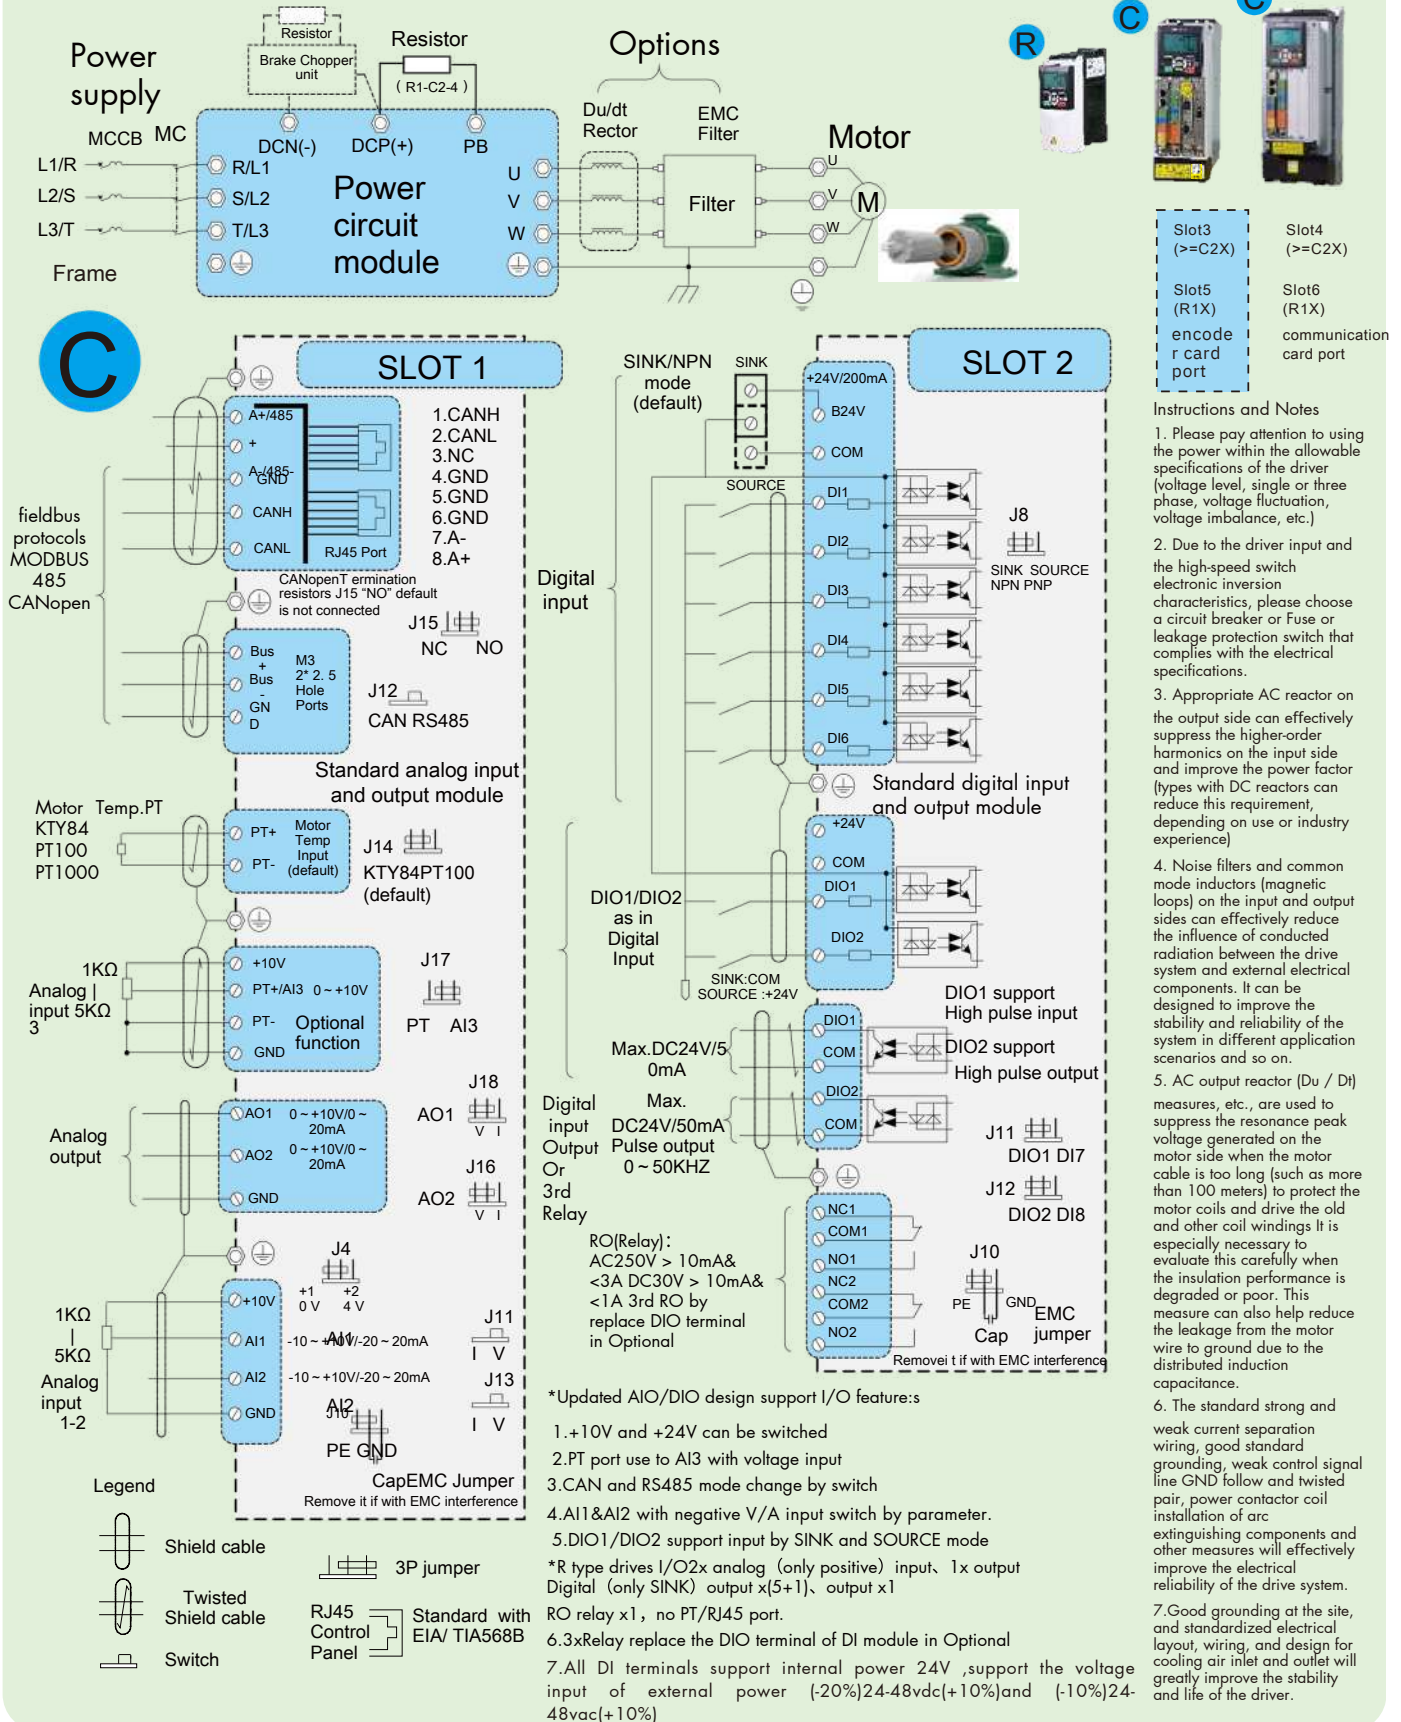 Power
supply
Resistor
Brake Chopper
unit
Resistor
( R1-C2-4 )
Options
Du/dt
Rector
EMC
Filter
Motor
MCCB MC
DCN(-) DCP(+) PB
L1/R
L2/S
L3/T
R/L1
S/L2
T/L3
Power
circuit
module
U
V
W
Filter
U
V
W
M
Frame
R
C
C
Slot3
(>=C2X)
Slot4
(>=C2X)
Slot5
(R1X)
Slot6
(R1X)
encode
r card
port
communication
card port
C
SLOT 1
A+/485
+
A-/485-
GND
CANH
CANL
RJ45 Port
1.CANH
2.CANL
3.NC
4.GND
5.GND
6.GND
7.A-
8.A+
fieldbus
protocols
MODBUS
485
CANopen
CANopenT ermination
resistors J15 “NO” default
is not connected
J15
NC NO
Bus
+
Bus
-
GN
D
M3
2* 2. 5
Hole
Ports
J12
CAN RS485
Standard analog input
and output module
Motor Temp.PT
KTY84
PT100
PT1000
PT+
PT-
Motor
Temp
Input
(default)
J14
KTY84PT100
(default)
1KΩ
Analog |
input 5KΩ
3
+10V
PT+/AI3 0～+10V
PT-
GND
Optional
function
J17
PT AI3
Analog
output
AO1 0～+10V/0～
20mA
AO2 0～+10V/0～
20mA
GND
J18
AO1
V I
J16
AO2
V I
J4
+1
0 V
+2
4 V
1KΩ
|
5KΩ
Analog
input
1-2
+10V
AI1
AI1 -10～+10V/-20～20mA
AI2 -10～+10V/-20～20mA
AI2
GND
J11
I V
J13
I V
J10
PE GND
CapEMC Jumper
Remove it if with EMC interference
Legend
Shield cable
Twisted
Shield cable
Switch
3P jumper
RJ45
Control
Panel
Standard with
EIA/ TIA568B
SLOT 2
SINK/NPN
mode
(default)
SINK
SOURCE
+24V/200mA
B24V
COM
DI1
DI2
DI3
DI4
DI5
DI6
Digital
input
J8
SINK SOURCE
NPN PNP
Standard digital input
and output module
+24V
COM
DIO1
DIO2
DIO1/DIO2
as in
Digital
Input
SINK:COM
SOURCE :+24V
DIO1 support
High pulse input
DIO1
COM
DIO2
COM
DIO2 support
High pulse output
Max.DC24V/5
0mA
Max.
DC24V/50mA
Pulse output
0～50KHZ
Digital
input
Output
Or
3rd
Relay
J11
DIO1 DI7
J12
DIO2 DI8
RO(Relay)：
AC250V > 10mA&
<3A DC30V > 10mA&
<1A 3rd RO by
replace DIO terminal
in Optional
NC1
COM1
NO1
NC2
COM2
NO2
J10
PE GND
Cap
EMC
jumper
Removei t if with EMC interference
*Updated AIO/DIO design support I/O feature:s
1.+10V and +24V can be switched
2.PT port use to AI3 with voltage input
3.CAN and RS485 mode change by switch
4.AI1&AI2 with negative V/A input switch by parameter.
5.DIO1/DIO2 support input by SINK and SOURCE mode
*R type drives I/O2x analog（only positive）input、1x output
Digital（only SINK）output x(5+1)、output x1
RO relay x1，no PT/RJ45 port.
6.3xRelay replace the DIO terminal of DI module in Optional
7.All DI terminals support internal power 24V ,support the voltage
input of external power (-20%)24-48vdc(+10%)and (-10%)24-
48vac(+10%)
Instructions and Notes
1. Please pay attention to using
the power within the allowable
specifications of the driver
(voltage level, single or three
phase, voltage fluctuation,
voltage imbalance, etc.)
2. Due to the driver input and
the high-speed switch
electronic inversion
characteristics, please choose
a circuit breaker or Fuse or
leakage protection switch that
complies with the electrical
specifications.
3. Appropriate AC reactor on
the output side can effectively
suppress the higher-order
harmonics on the input side
and improve the power factor
(types with DC reactors can
reduce this requirement,
depending on use or industry
experience)
4. Noise filters and common
mode inductors (magnetic
loops) on the input and output
sides can effectively reduce
the influence of conducted
radiation between the drive
system and external electrical
components. It can be
designed to improve the
stability and reliability of the
system in different application
scenarios and so on.
5. AC output reactor (Du / Dt)
measures, etc., are used to
suppress the resonance peak
voltage generated on the
motor side when the motor
cable is too long (such as more
than 100 meters) to protect the
motor coils and drive the old
and other coil windings It is
especially necessary to
evaluate this carefully when
the insulation performance is
degraded or poor. This
measure can also help reduce
the leakage from the motor
wire to ground due to the
distributed induction
capacitance.
6. The standard strong and
weak current separation
wiring, good standard
grounding, weak control signal
line GND follow and twisted
pair, power contactor coil
installation of arc
extinguishing components and
other measures will effectively
improve the electrical
reliability of the drive system.
7.Good grounding at the site,
and standardized electrical
layout, wiring, and design for
cooling air inlet and outlet will
greatly improve the stability
and life of the driver.